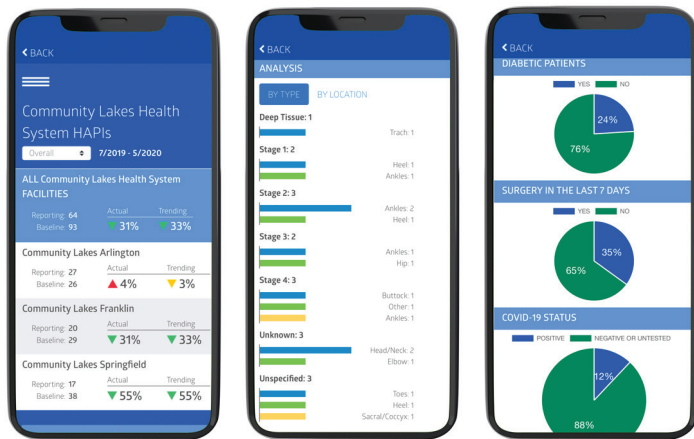 BACK
Community Lakes Health
System HAPIs
Overall 7/2019 - 5/2020
ALL Community Lakes Health System
FACILITIES
Actual Trending
Reporting: 64
Baseline: 93
31% 33%
Community Lakes Arlington
Actual Trending
Reporting: 27
Baseline: 26
4% 3%
Community Lakes Franklin
Actual Trending
Reporting: 20
Baseline: 29
31% 33%
Community Lakes Springfield
Actual Trending
Reporting: 17
Baseline: 38
55% 55%
BACK
ANALYSIS
BY TYPE BY LOCATION
Deep Tissue: 1
Trach: 1
Stage 1: 2
Heel: 1
Ankles: 1
Stage 2: 3
Ankles: 2
Heel: 1
Stage 3: 2
Ankles: 1
Hip: 1
Stage 4: 3
Buttock: 1
Other: 1
Ankles: 1
Unknown: 3
Head/Neck: 2
Elbow: 1
Unspecified: 3
Toes: 1
Heel: 1
Sacral/Coccyx: 1
BACK
DIABETIC PATIENTS
YES NO
24%
76%
SURGERY IN THE LAST 7 DAYS
YES NO
35%
65%
COVID-19 STATUS
POSITIVE NEGATIVE OR UNTESTED
12%
88%